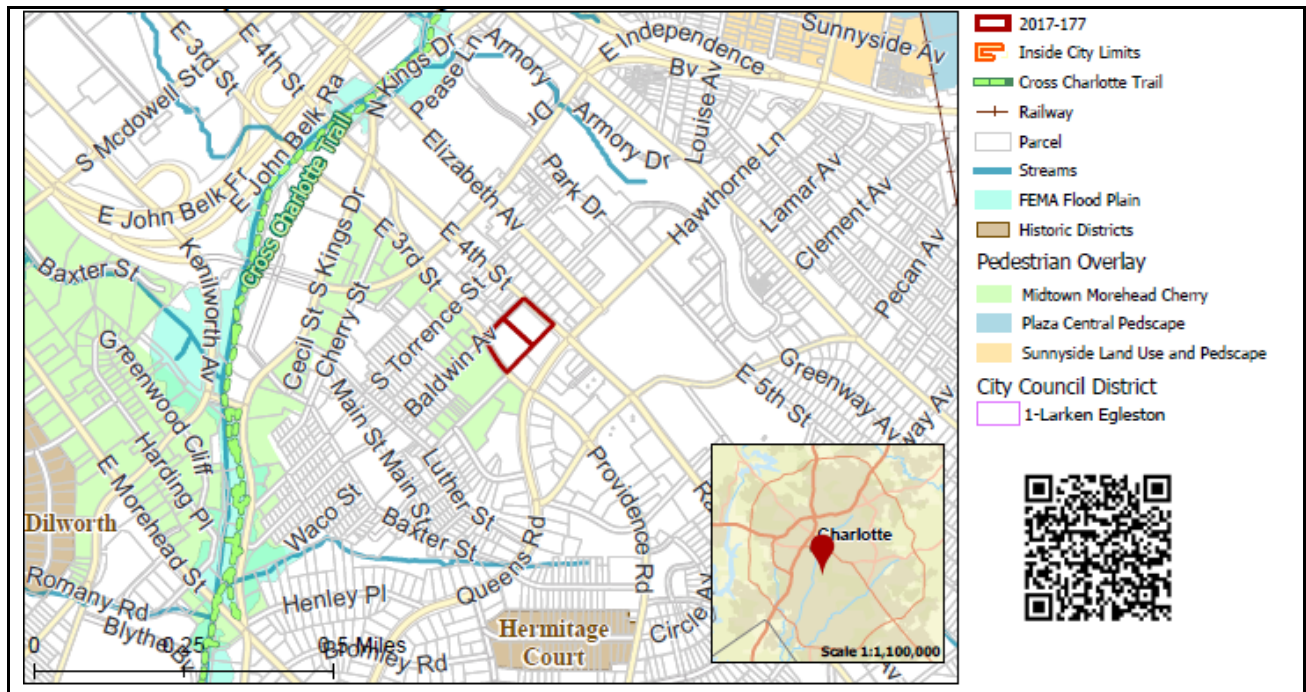 E 3rd St
E 4th St
N Kings Dr
Pease Ln
Armory Dr
E Independence Bv
Sunnyside Av
S Mcdowell St
E John Belk Ra
Armory Dr
Louise Av
Elizabeth Av
Park Dr
Hawthorne Ln
Lamar Av
Clement Av
Pecan Av
E John Belk Fr
Cross Charlotte Trail
S Kings Dr
Cecil St
Cherry St
E 3rd St
E 4th St
Baxter St
Kenilworth Av
S Torrence St
Baldwin Av
Greenwood Cliff
Harding Pl
E Morehead St
Main St
Main St
Luther St
Waco St
Baxter St
Greenway Av
E 5th St
way Av
Providence Rd
Queens Rd
Dilworth
Romany Rd
Blythe Bv
Henley Pl
Bromley Rd
Hermitage
Court
Circle Av
Av
0 0.25 0.5 Miles
Charlotte
Scale 1:1,100,000
2017-177
Inside City Limits
Cross Charlotte Trail
Railway
Parcel
Streams
FEMA Flood Plain
Historic Districts
Pedestrian Overlay
Midtown Morehead Cherry
Plaza Central Pedscape
Sunnyside Land Use and Pedscape
City Council District
1-Larken Egleston